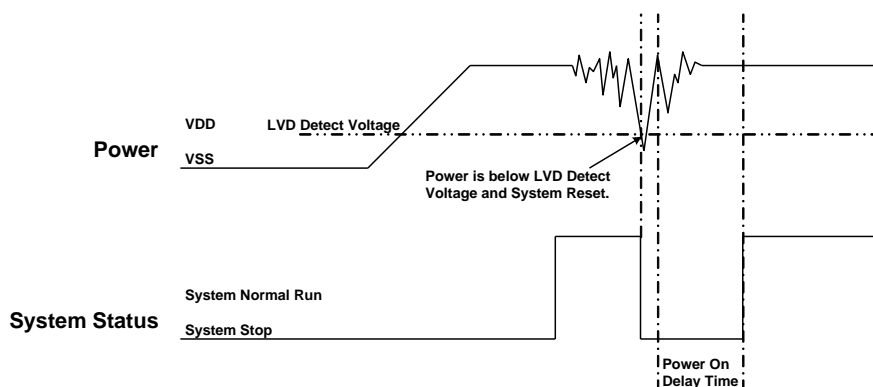 VDD
LVD Detect Voltage
Power
VSS
Power is below LVD Detect
Voltage and System Reset.
System Normal Run
System Status
System Stop
Power On
Delay Time